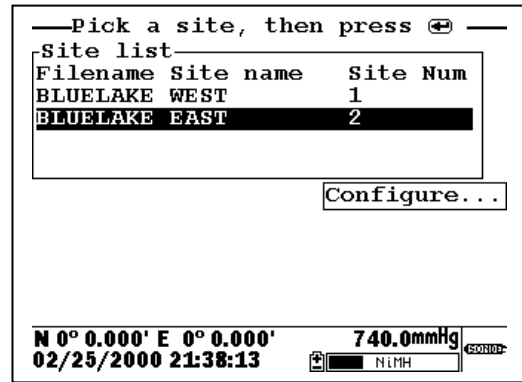 Pick a site, then press
Site list
Filename Site name Site Num
BLUELAKE WEST 1
BLUELAKE EAST 2
Configure...
N 0° 0.000' E 0° 0.000' 740.0mmHg
SONDE
02/25/2000 21:38:13 NiMH